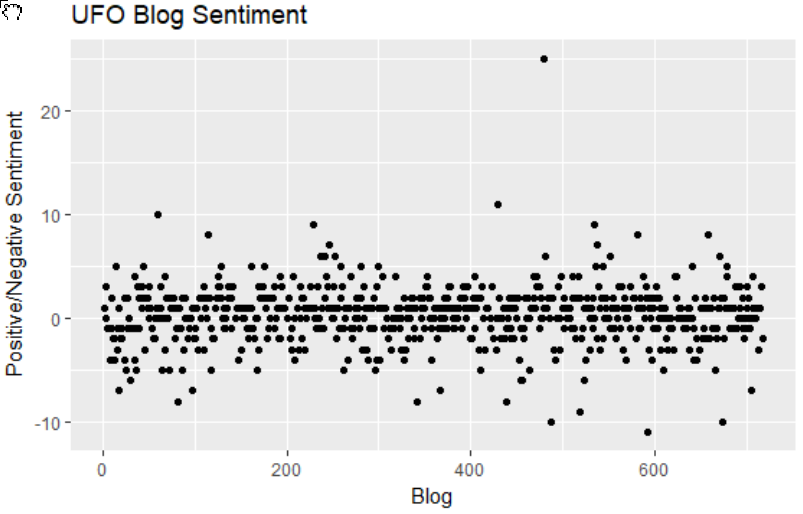 UFO Blog Sentiment
Positive/Negative Sentiment
20
10
0
-10
0 200 400 600
Blog